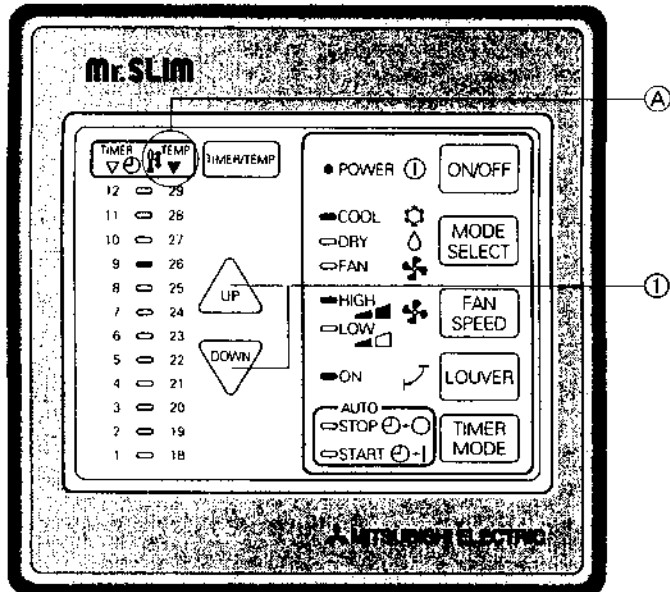 Mr.SLIM
A
TIMER TEMP
TIMER/TEMP
12 29
11 28
10 27
9 26
8 25
7 24
6 23
5 22
4 21
3 20
2 19
1 18
UP
DOWN
1
POWER
ON/OFF
COOL
DRY
FAN
MODE
SELECT
HIGH
LOW
FAN
SPEED
ON
LOUVER
AUTO
STOP
START
TIMER
MODE
MITSUBISHI ELECTRIC